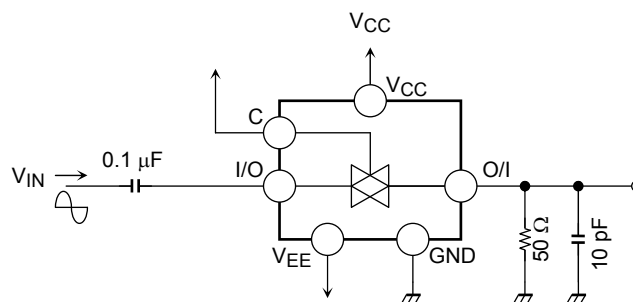 VCC
VCC
C
0.1 μF
I/O
O/I
VIN
VEE
GND
50 Ω
10 pF